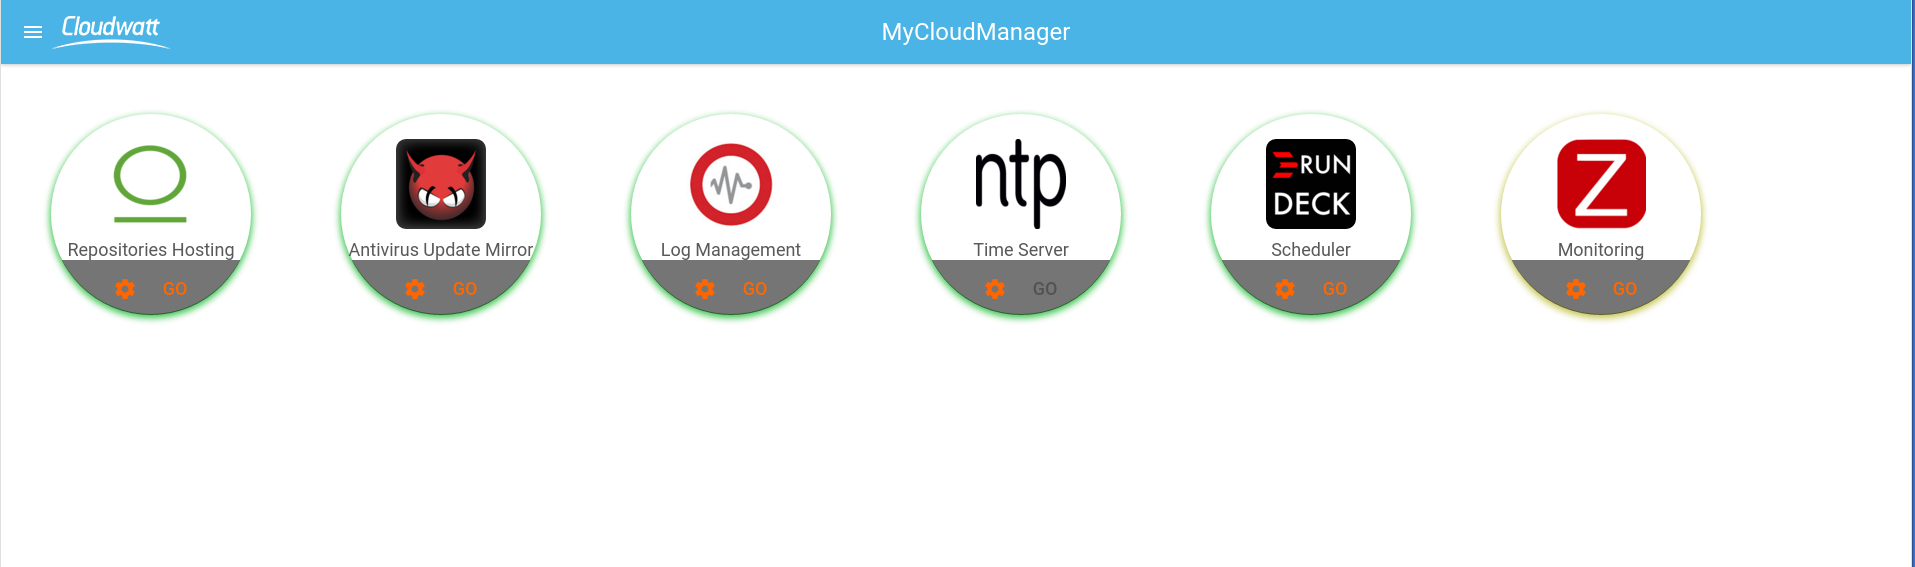 Cloudwatt
MyCloudManager
ntp
RUN
DECK
Z
Repositories Hosting
Antivirus Update Mirror
Log Management
Time Server
Scheduler
Monitoring
GO
GO
GO
GO
GO
GO